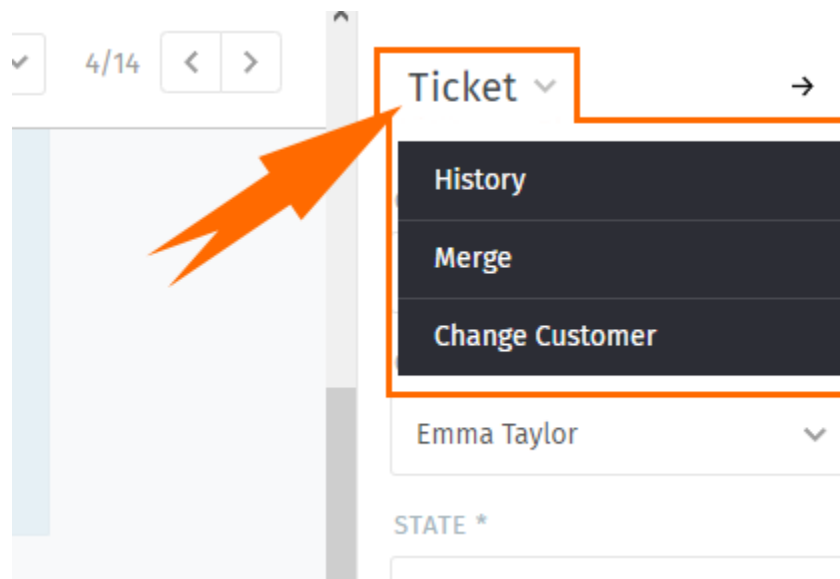 4/14
Ticket
History
Merge
Change Customer
Emma Taylor
STATE *